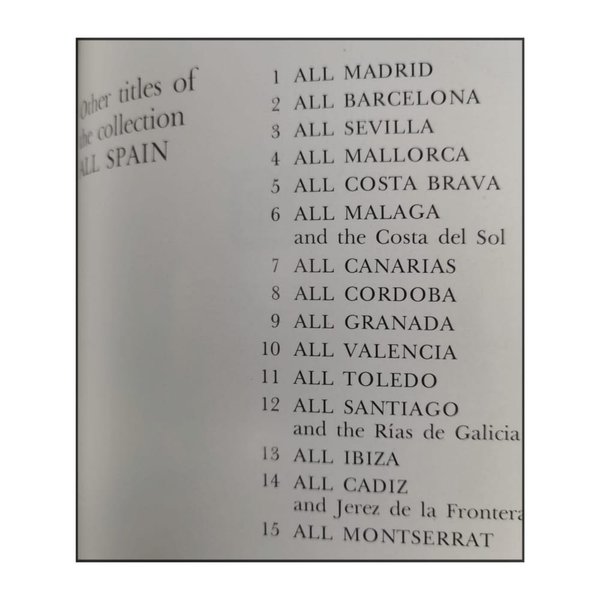 Other titles of
the collection
ALL SPAIN
1 ALL MADRID
2 ALL BARCELONA
3 ALL SEVILLA
4 ALL MALLORCA
5 ALL COSTA BRAVA
6 ALL MALAGA
and the Costa del Sol
7 ALL CANARIAS
8 ALL CORDOBA
9 ALL GRANADA
10 ALL VALENCIA
11 ALL TOLEDO
12 ALL SANTIAGO
and the Rías de Galicia
13 ALL IBIZA
14 ALL CADIZ
and Jerez de la Frontera
15 ALL MONTSERRAT